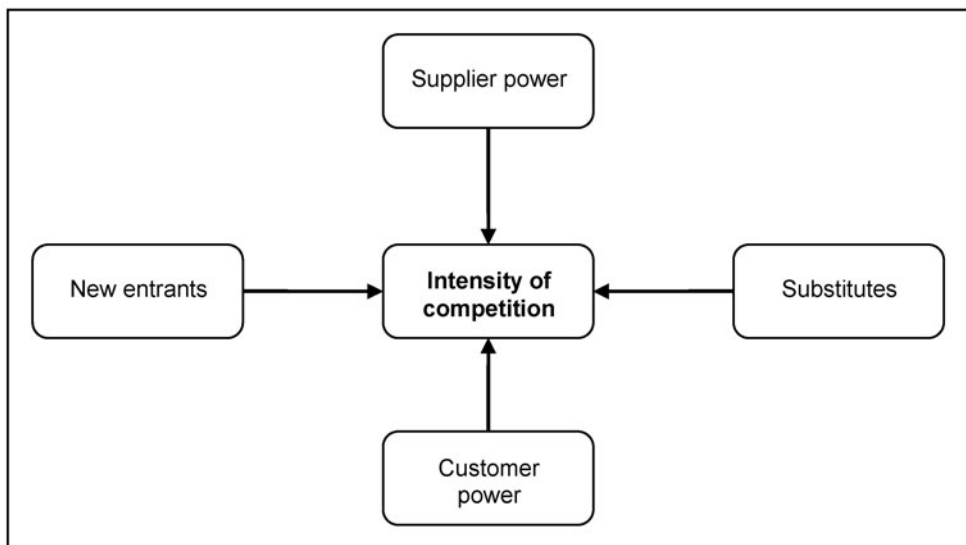 Supplier power
New entrants
Intensity of
competition
Substitutes
Customer
power